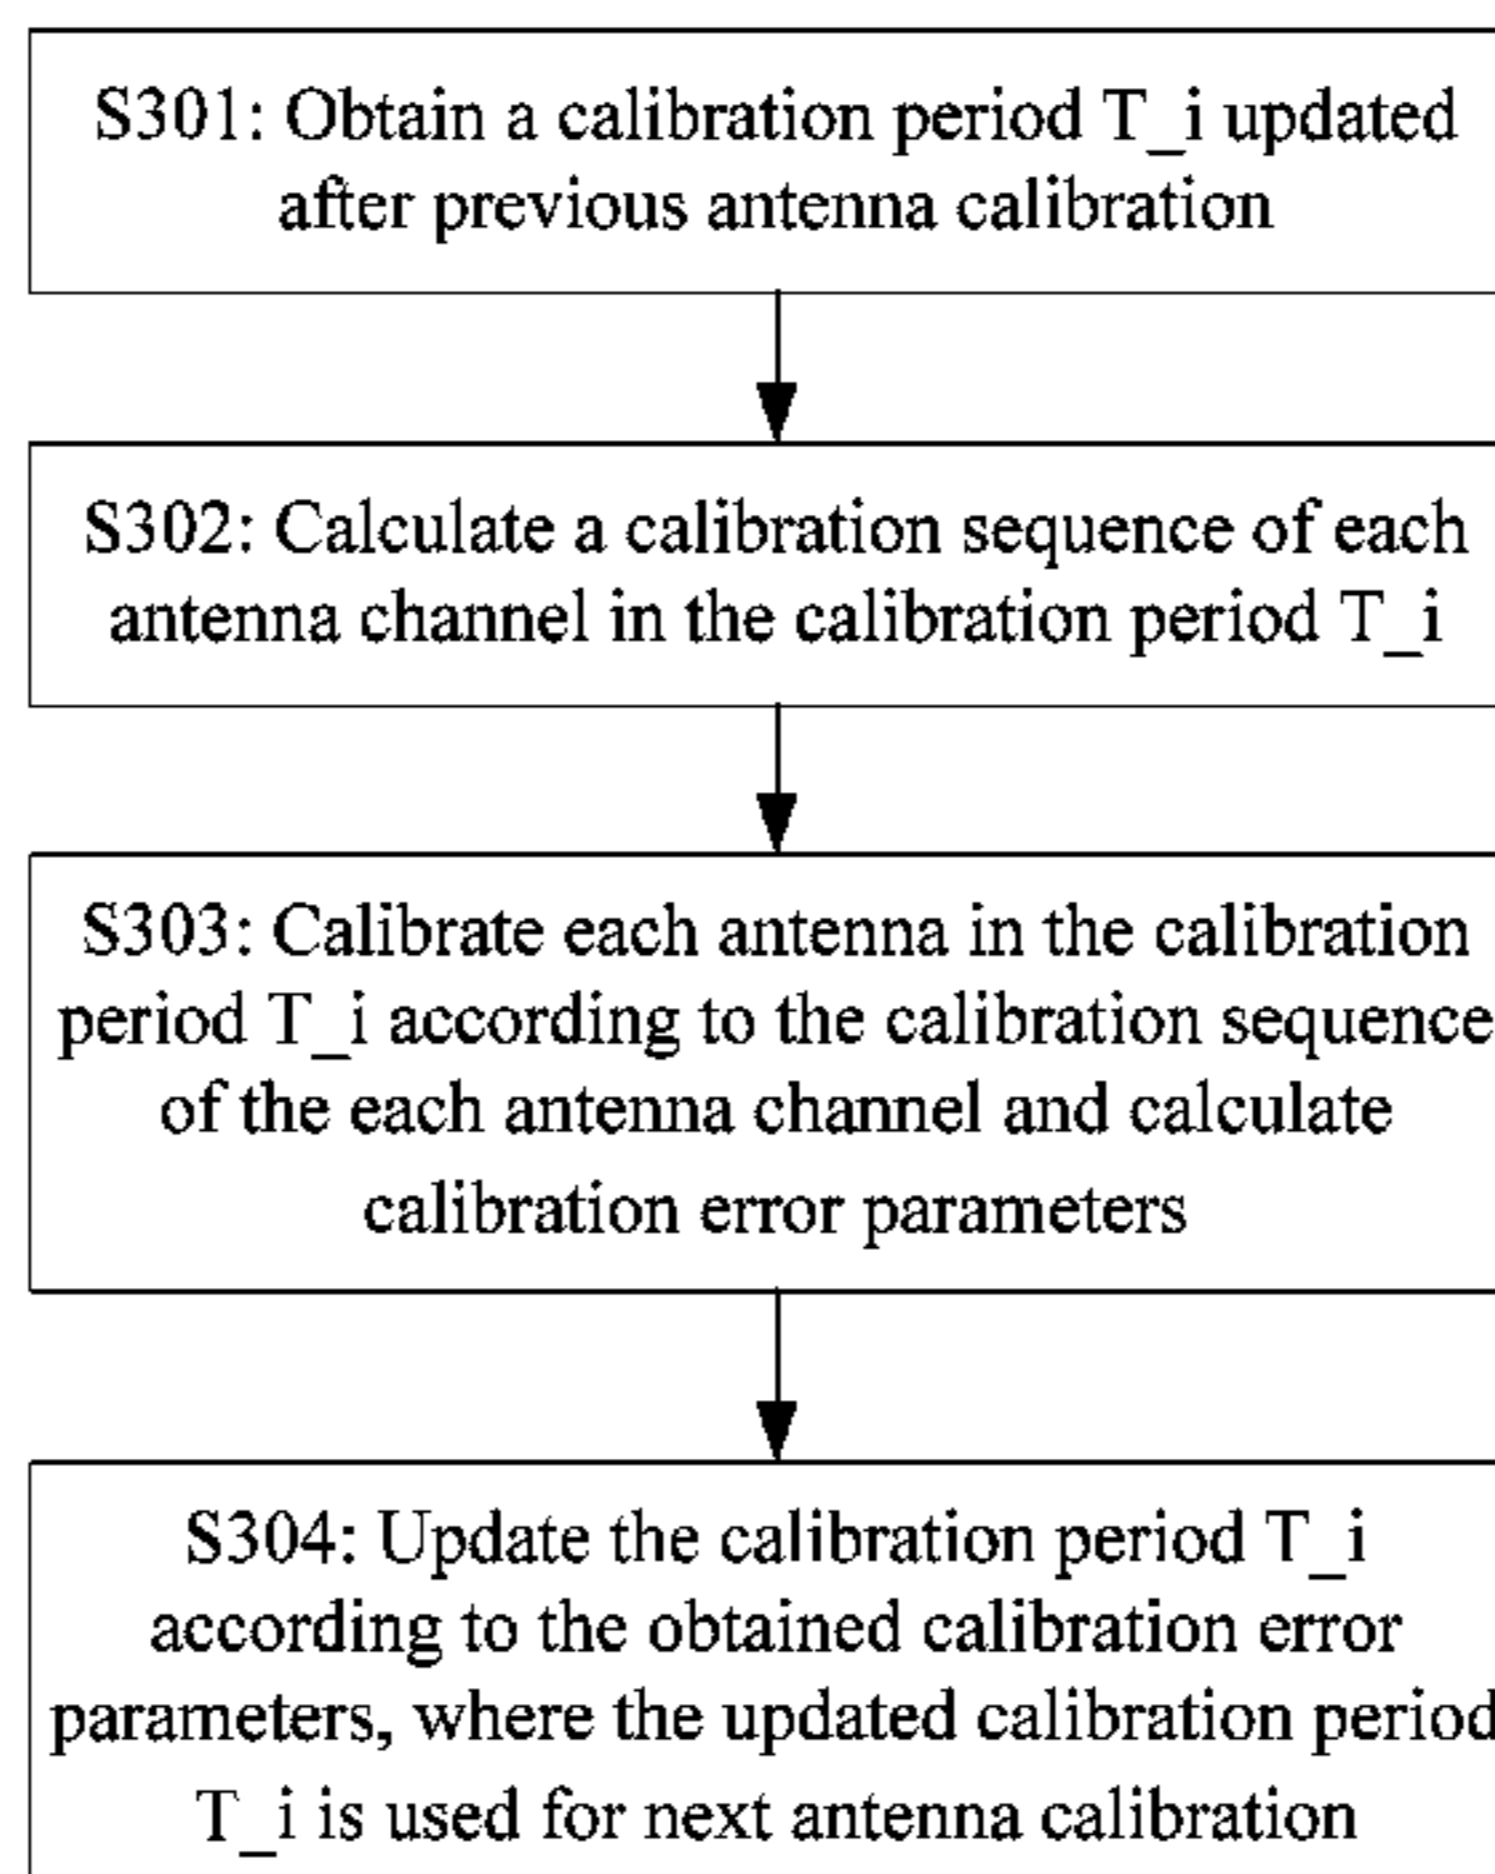 S301: Obtain a calibration period T_i updated
after previous antenna calibration
S302: Calculate a calibration sequence of each
antenna channel in the calibration period T_i
S303: Calibrate each antenna in the calibration
period T_i according to the calibration sequence
of the each antenna channel and calculate
calibration error parameters
S304: Update the calibration period T_i
according to the obtained calibration error
parameters, where the updated calibration period
T_i is used for next antenna calibration